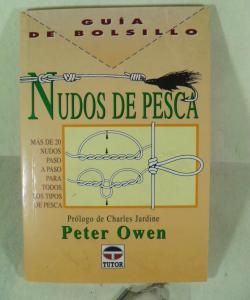 GUÍA
DE BOLSILLO
NUDOS DE PESCA
MÁS DE 20
NUDOS
PASO
A PASO
PARA
TODOS
LOS TIPOS
DE PESCA
Prólogo de Charles Jardine
Peter Owen
TUTOR